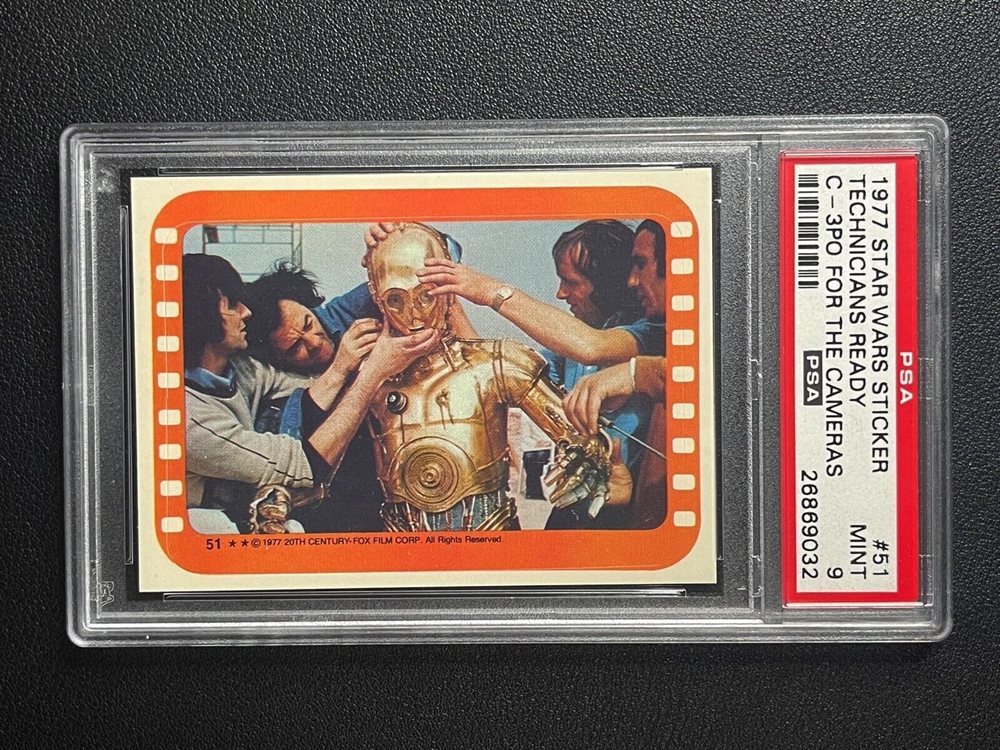 51 ★★ © 1977 20TH CENTURY-FOX FILM CORP. All Rights Reserved
PSA
1977 STAR WARS STICKER #51
TECHNICIANS READY MINT
C - 3PO FOR THE CAMERAS 9
PSA 26869032